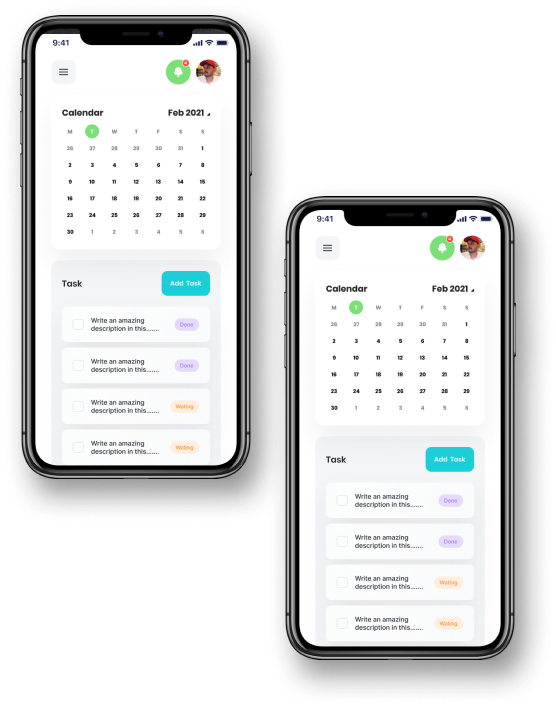 9:41
4
Calendar Feb 2021
M T W T F S S
26 27 28 29 30 31 1
2 3 4 5 6 7 8
9 10 11 12 13 14 15
16 17 18 19 20 21 22
23 24 25 26 27 28 29
30 1 2 3 4 5 6
Task Add Task
Write an amazing
description in this.......
Done
Write an amazing
description in this.......
Done
Write an amazing
description in this.......
Wating
Write an amazing
description in this.......
Wating
9:41
4
Calendar Feb 2021
M T W T F S S
26 27 28 29 30 31 1
2 3 4 5 6 7 8
9 10 11 12 13 14 15
16 17 18 19 20 21 22
23 24 25 26 27 28 29
30 1 2 3 4 5 6
Task Add Task
Write an amazing
description in this.......
Done
Write an amazing
description in this.......
Done
Write an amazing
description in this.......
Wating
Write an amazing
description in this.......
Wating